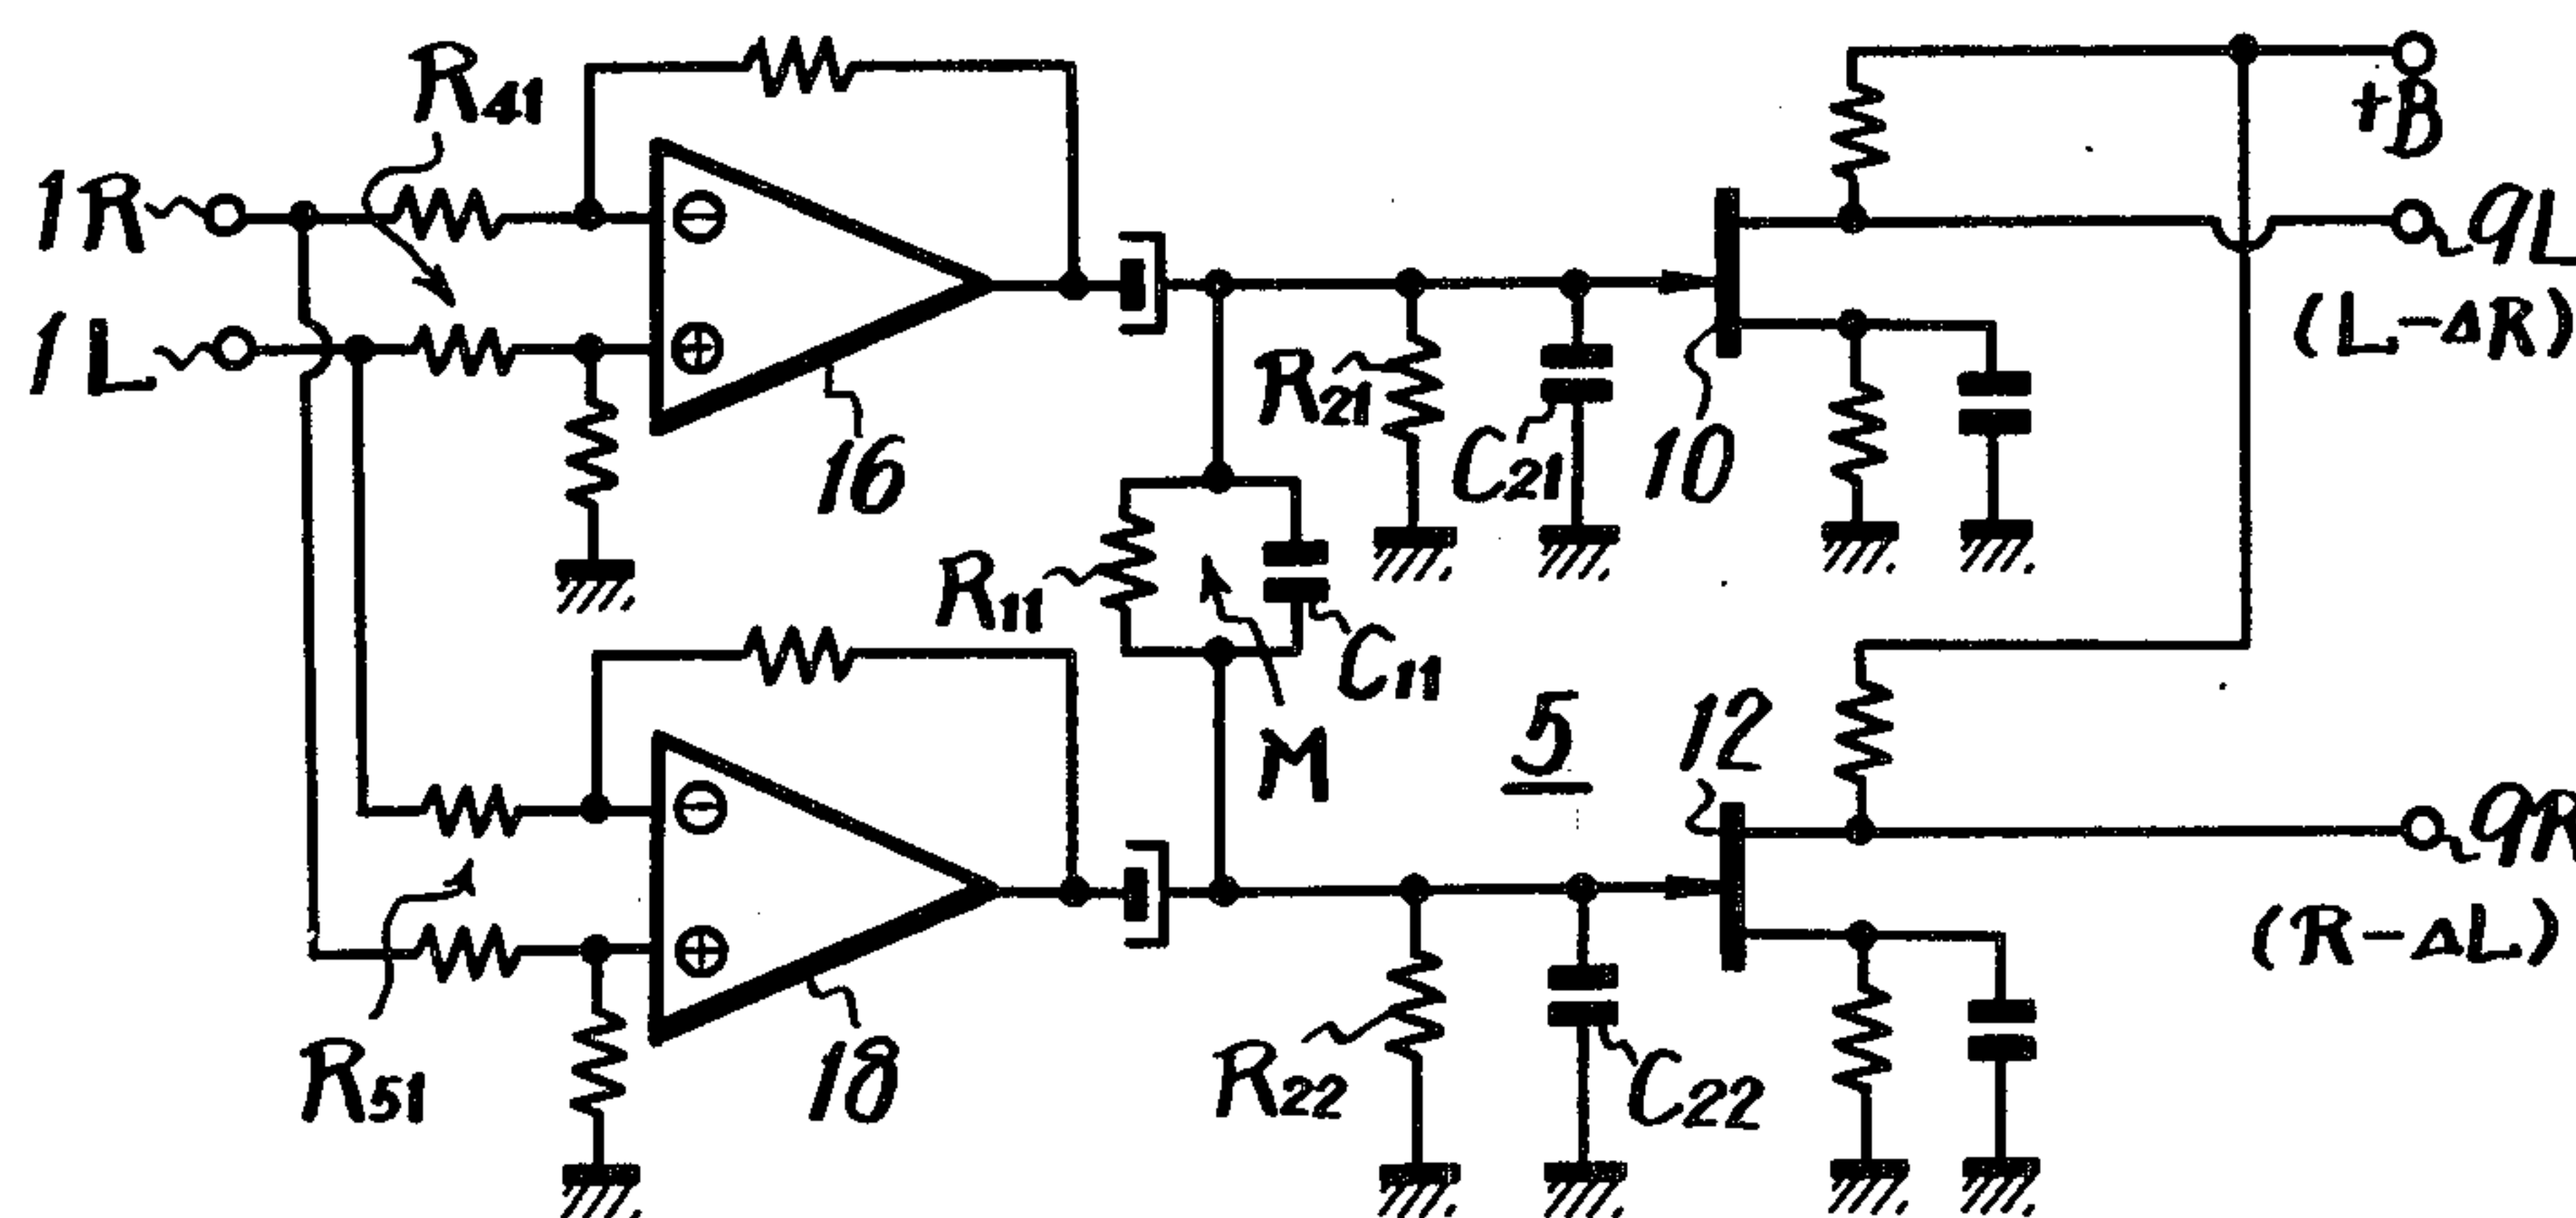 R41
+B
1R
9L
1L
(L-ΔR)
R21
16
C21
10
R11
C11
M
5
12
9R
(R-ΔL)
R51
18
R22
C22